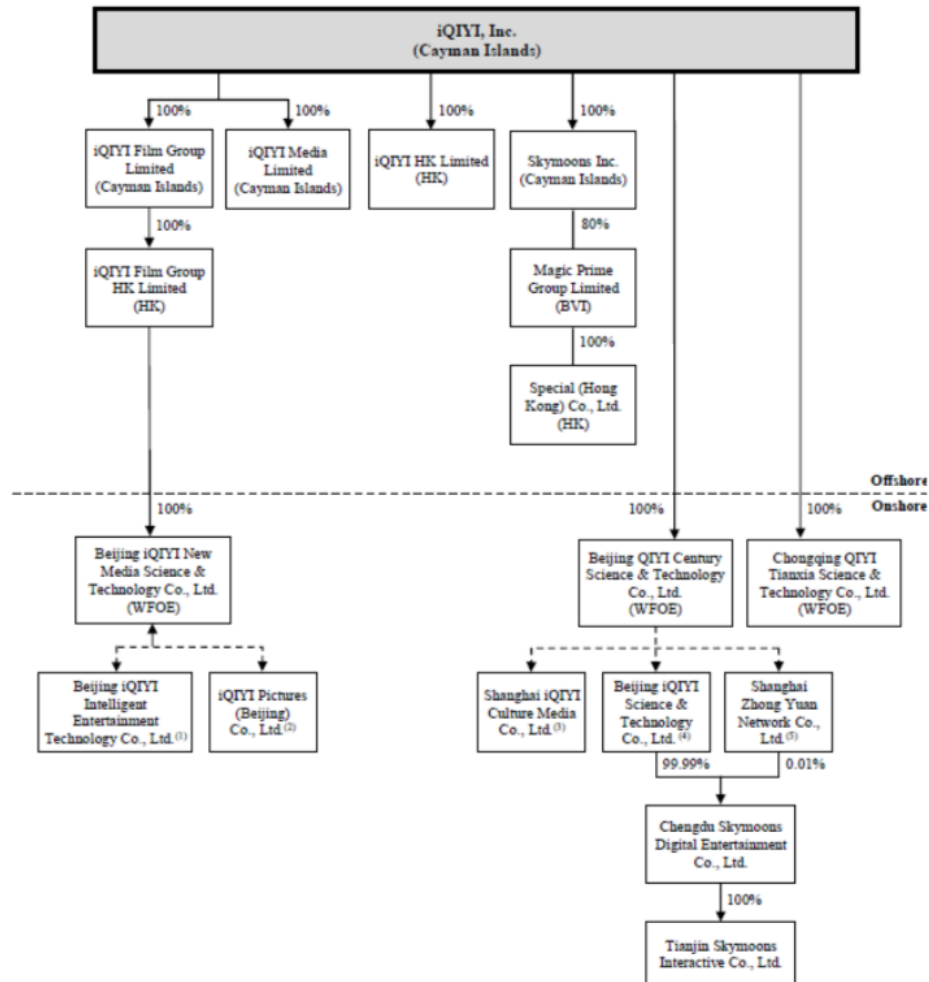 iQIYI, Inc.
(Cayman Islands)
100%
100%
100%
100%
iQIYI Film Group
Limited
(Cayman Islands)
iQIYI Media
Limited
(Cayman Islands)
iQIYI HK Limited
(HK)
Skymoons Inc.
(Cayman Islands)
100%
80%
iQIYI Film Group
HK Limited
(HK)
Magic Prime
Group Limited
(BVI)
100%
Special (Hong
Kong) Co., Ltd.
(HK)
Offshore
Onshore
100%
100%
100%
Beijing iQIYI New
Media Science &
Technology Co., Ltd.
(WFOE)
Beijing QIYI Century
Science & Technology
Co., Ltd.
(WFOE)
Chongqing QIYI
Tianxia Science &
Technology Co., Ltd.
(WFOE)
Beijing iQIYI
Intelligent
Entertainment
Technology Co., Ltd.(1)
iQIYI Pictures
(Beijing)
Co., Ltd.(2)
Shanghai iQIYI
Culture Media
Co., Ltd.(3)
Beijing iQIYI
Science &
Technology
Co., Ltd.(4)
Shanghai
Zhong Yuan
Network Co.,
Ltd.(5)
99.99%
0.01%
Chengdu Skymoons
Digital Entertainment
Co., Ltd.
100%
Tianjin Skymoons
Interactive Co., Ltd.